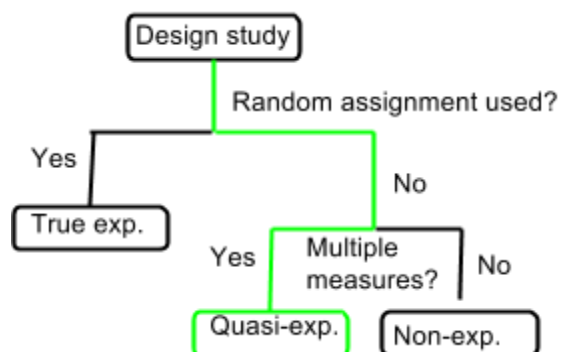 Design study
Random assignment used?
Yes
No
True exp.
Yes
Multiple
measures?
No
Quasi-exp.
Non-exp.